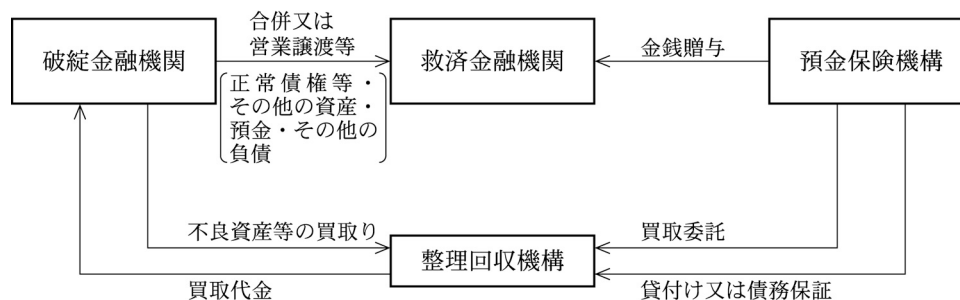 合併又は
営業譲渡等
破綻金融機関
救済金融機関
金銭贈与
預金保険機構
正常債権等・
その他の資産・
預金・その他の
負債
不良資産等の買取り
買取委託
整理回収機構
買取代金
貸付け又は債務保証